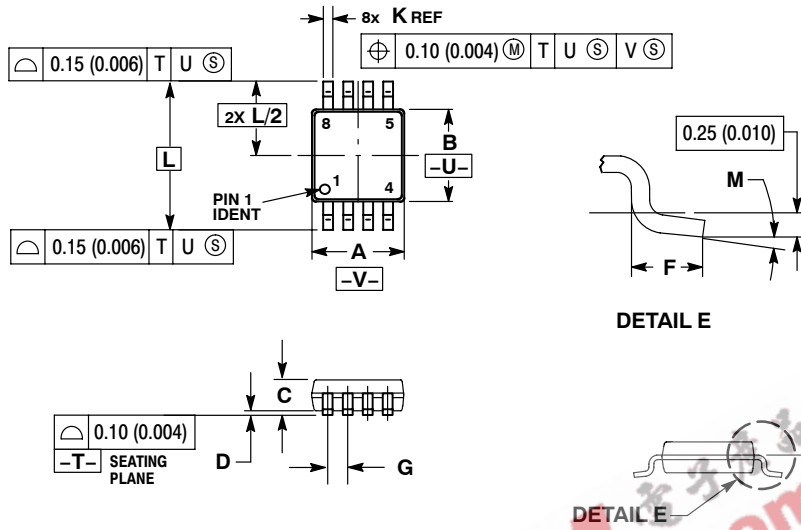 8x K REF
⌖ 0.10 (0.004) Ⓜ T U Ⓢ V Ⓢ
⌓ 0.15 (0.006) T U Ⓢ
2X L/2
8 5
B
-U-
0.25 (0.010)
L
M
PIN 1
IDENT
1 4
⌓ 0.15 (0.006) T U Ⓢ
A
-V-
F
DETAIL E
C
⌓ 0.10 (0.004)
-T- SEATING
PLANE
D
G
DETAIL E